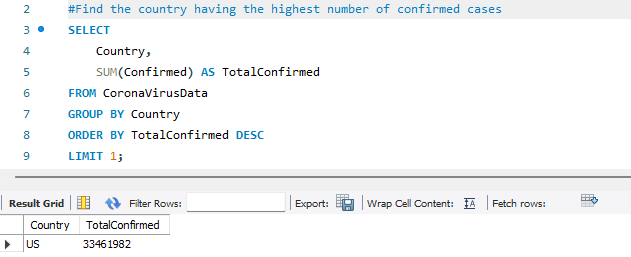 2 #Find the country having the highest number of confirmed cases
3 SELECT
4 Country,
5 SUM(Confirmed) AS TotalConfirmed
6 FROM CoronaVirusData
7 GROUP BY Country
8 ORDER BY TotalConfirmed DESC
9 LIMIT 1;
Result Grid Filter Rows: Export: Wrap Cell Content: IA Fetch rows:
Country TotalConfirmed
US 33461982